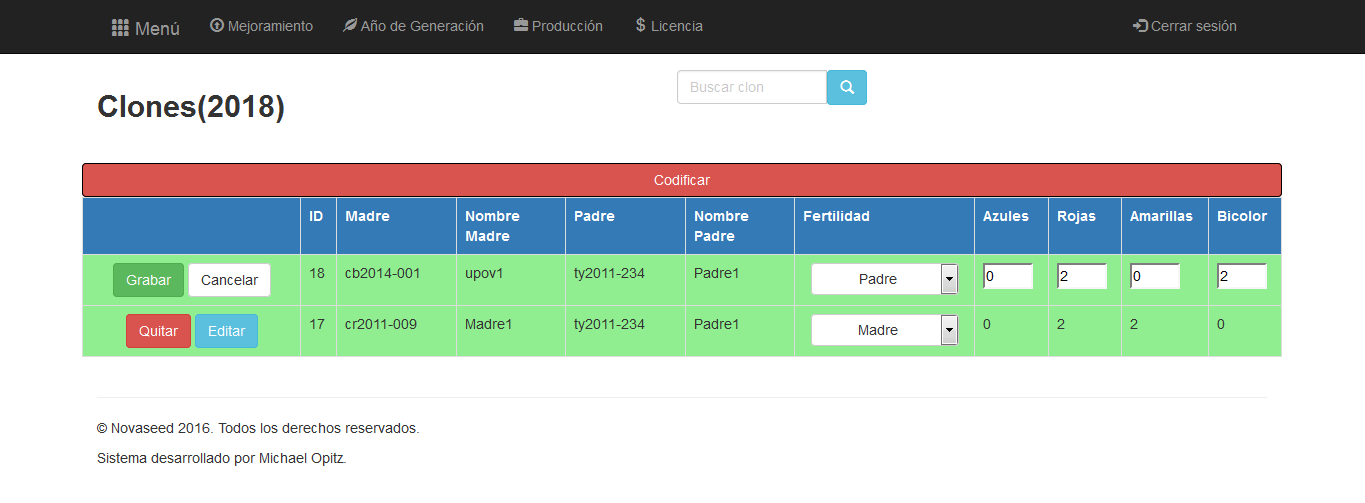 Menú Mejoramiento Año de Generación Producción Licencia Cerrar sesión
Clones(2018)
Buscar clon
Codificar
ID Madre Nombre Madre Padre Nombre Padre Fertilidad Azules Rojas Amarillas Bicolor
Grabar Cancelar 18 cb2014-001 upov1 ty2011-234 Padre1 Padre 0 2 0 2
Quitar Editar 17 cr2011-009 Madre1 ty2011-234 Padre1 Madre 0 2 2 0
© Novaseed 2016. Todos los derechos reservados.
Sistema desarrollado por Michael Opitz.